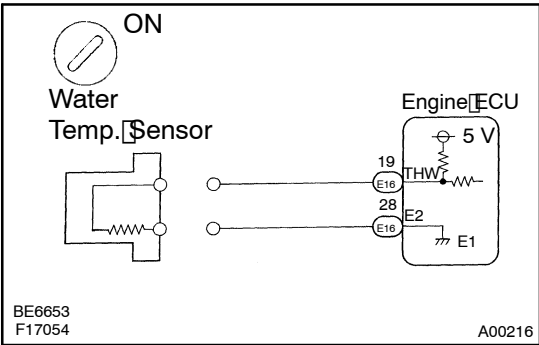 ON
Water
Temp. Sensor
Engine ECU
5 V
19
THW
E16
28
E2
E16
E1
BE6653
F17054
A00216